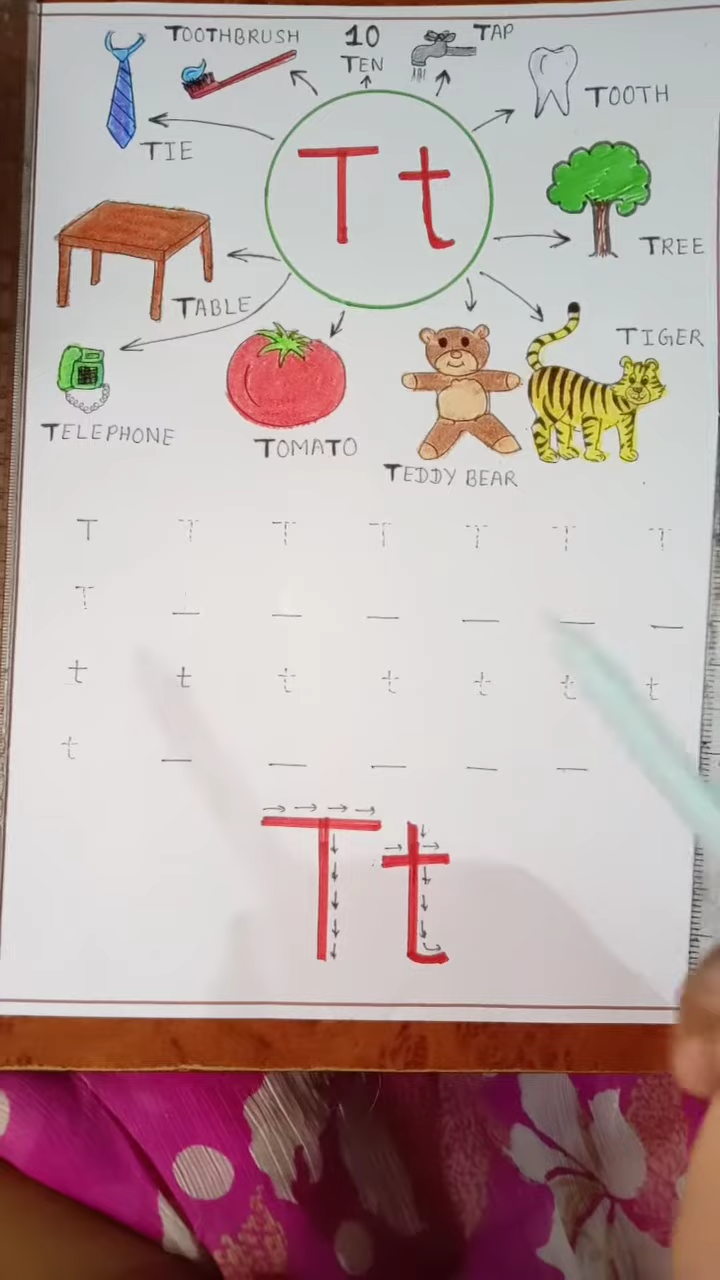 TOOTHBRUSH
10
TEN
TAP
TOOTH
TIE
Tt
TREE
TABLE
TIGER
TELEPHONE
TOMATO
TEDDY BEAR
T T T T T T T
T _ _ _ _ _ _
t t t t t t t
t _ _ _ _ _
Tt